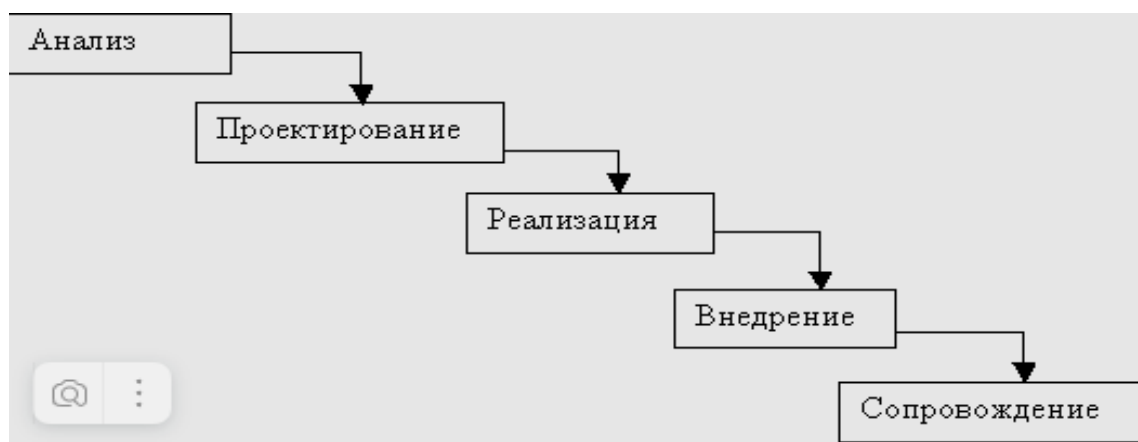 Анализ
Проектирование
Реализация
Внедрение
Сопровождение